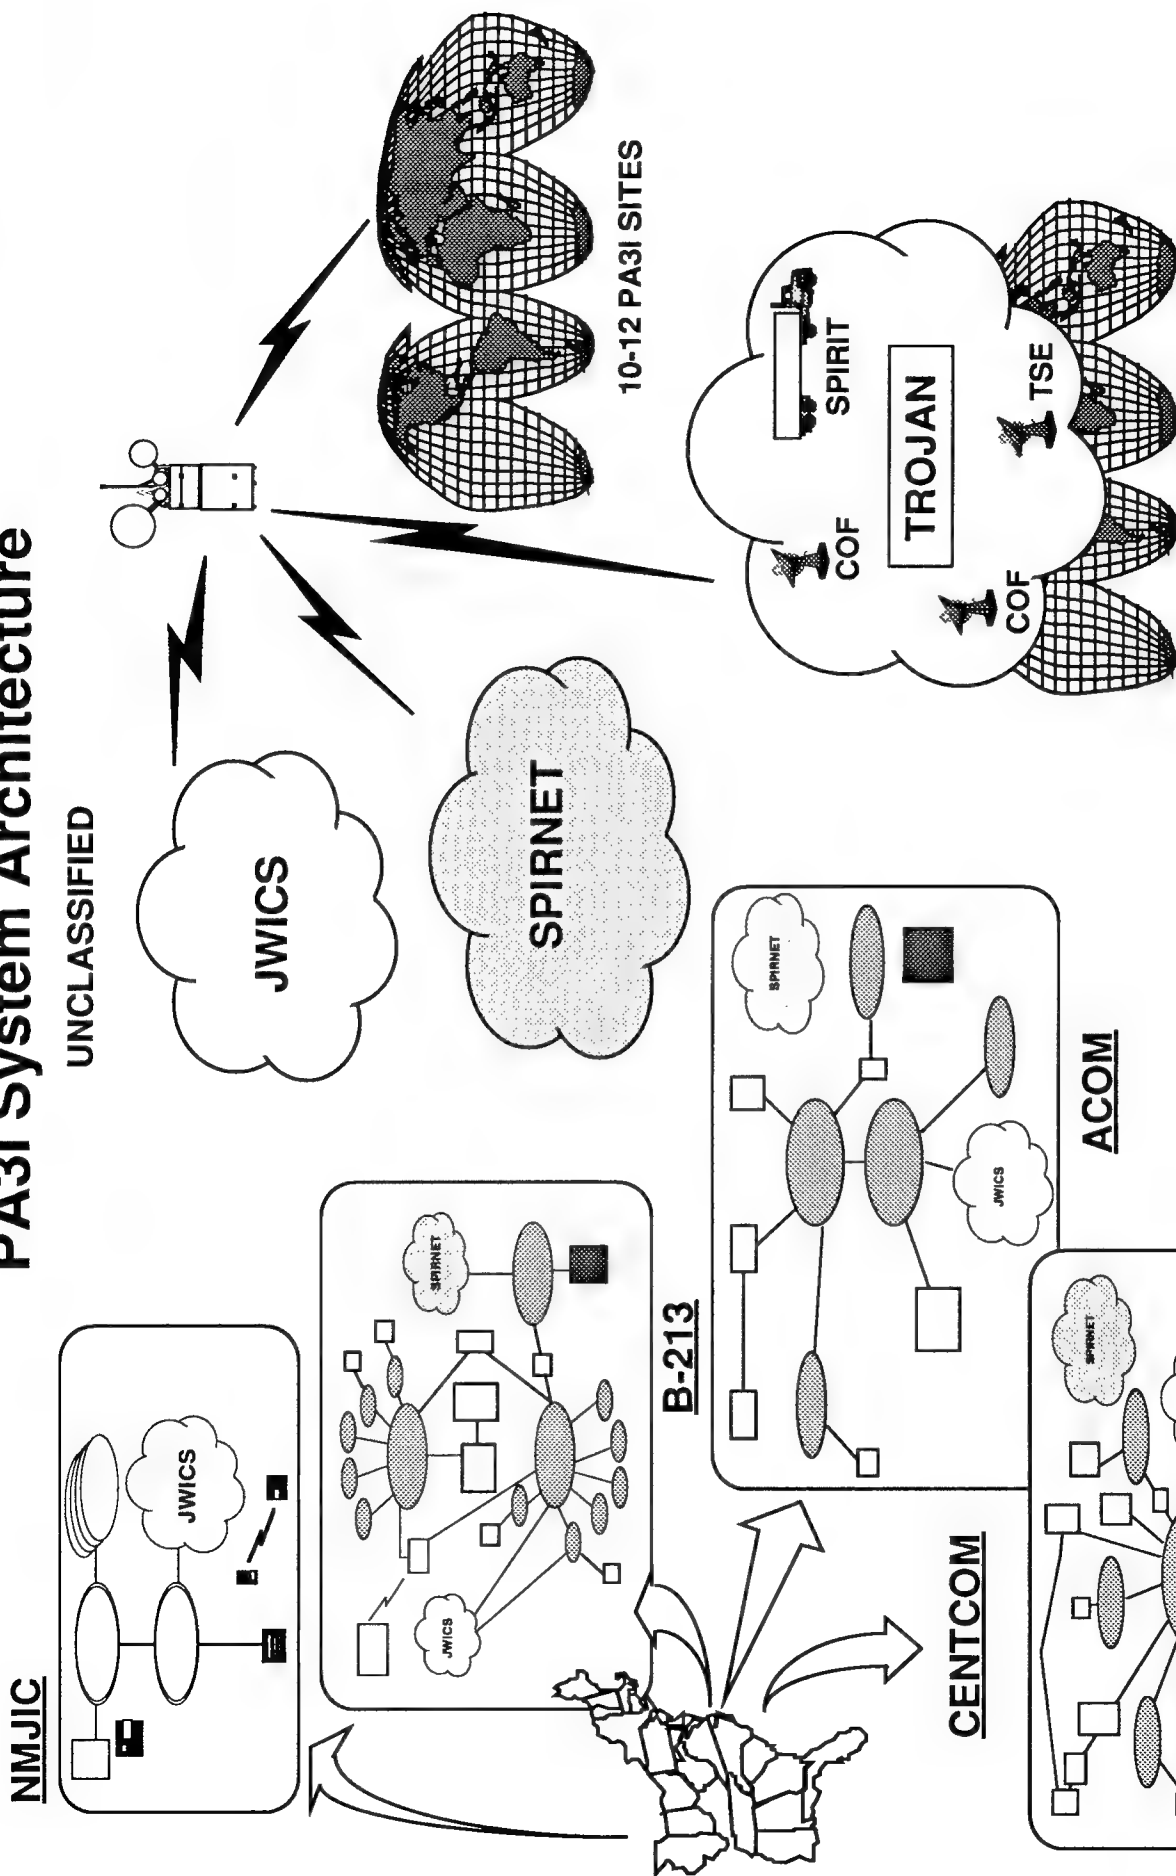 PA3I System Architecture
UNCLASSIFIED
NMJIC
JWICS
JWICS
SPIRNET
10-12 PA3I SITES
SPIRNET
JWICS
B-213
SPIRNET
JWICS
ACOM
SPIRIT
COF
TROJAN
COF
TSE
CENTCOM
SPIRNET